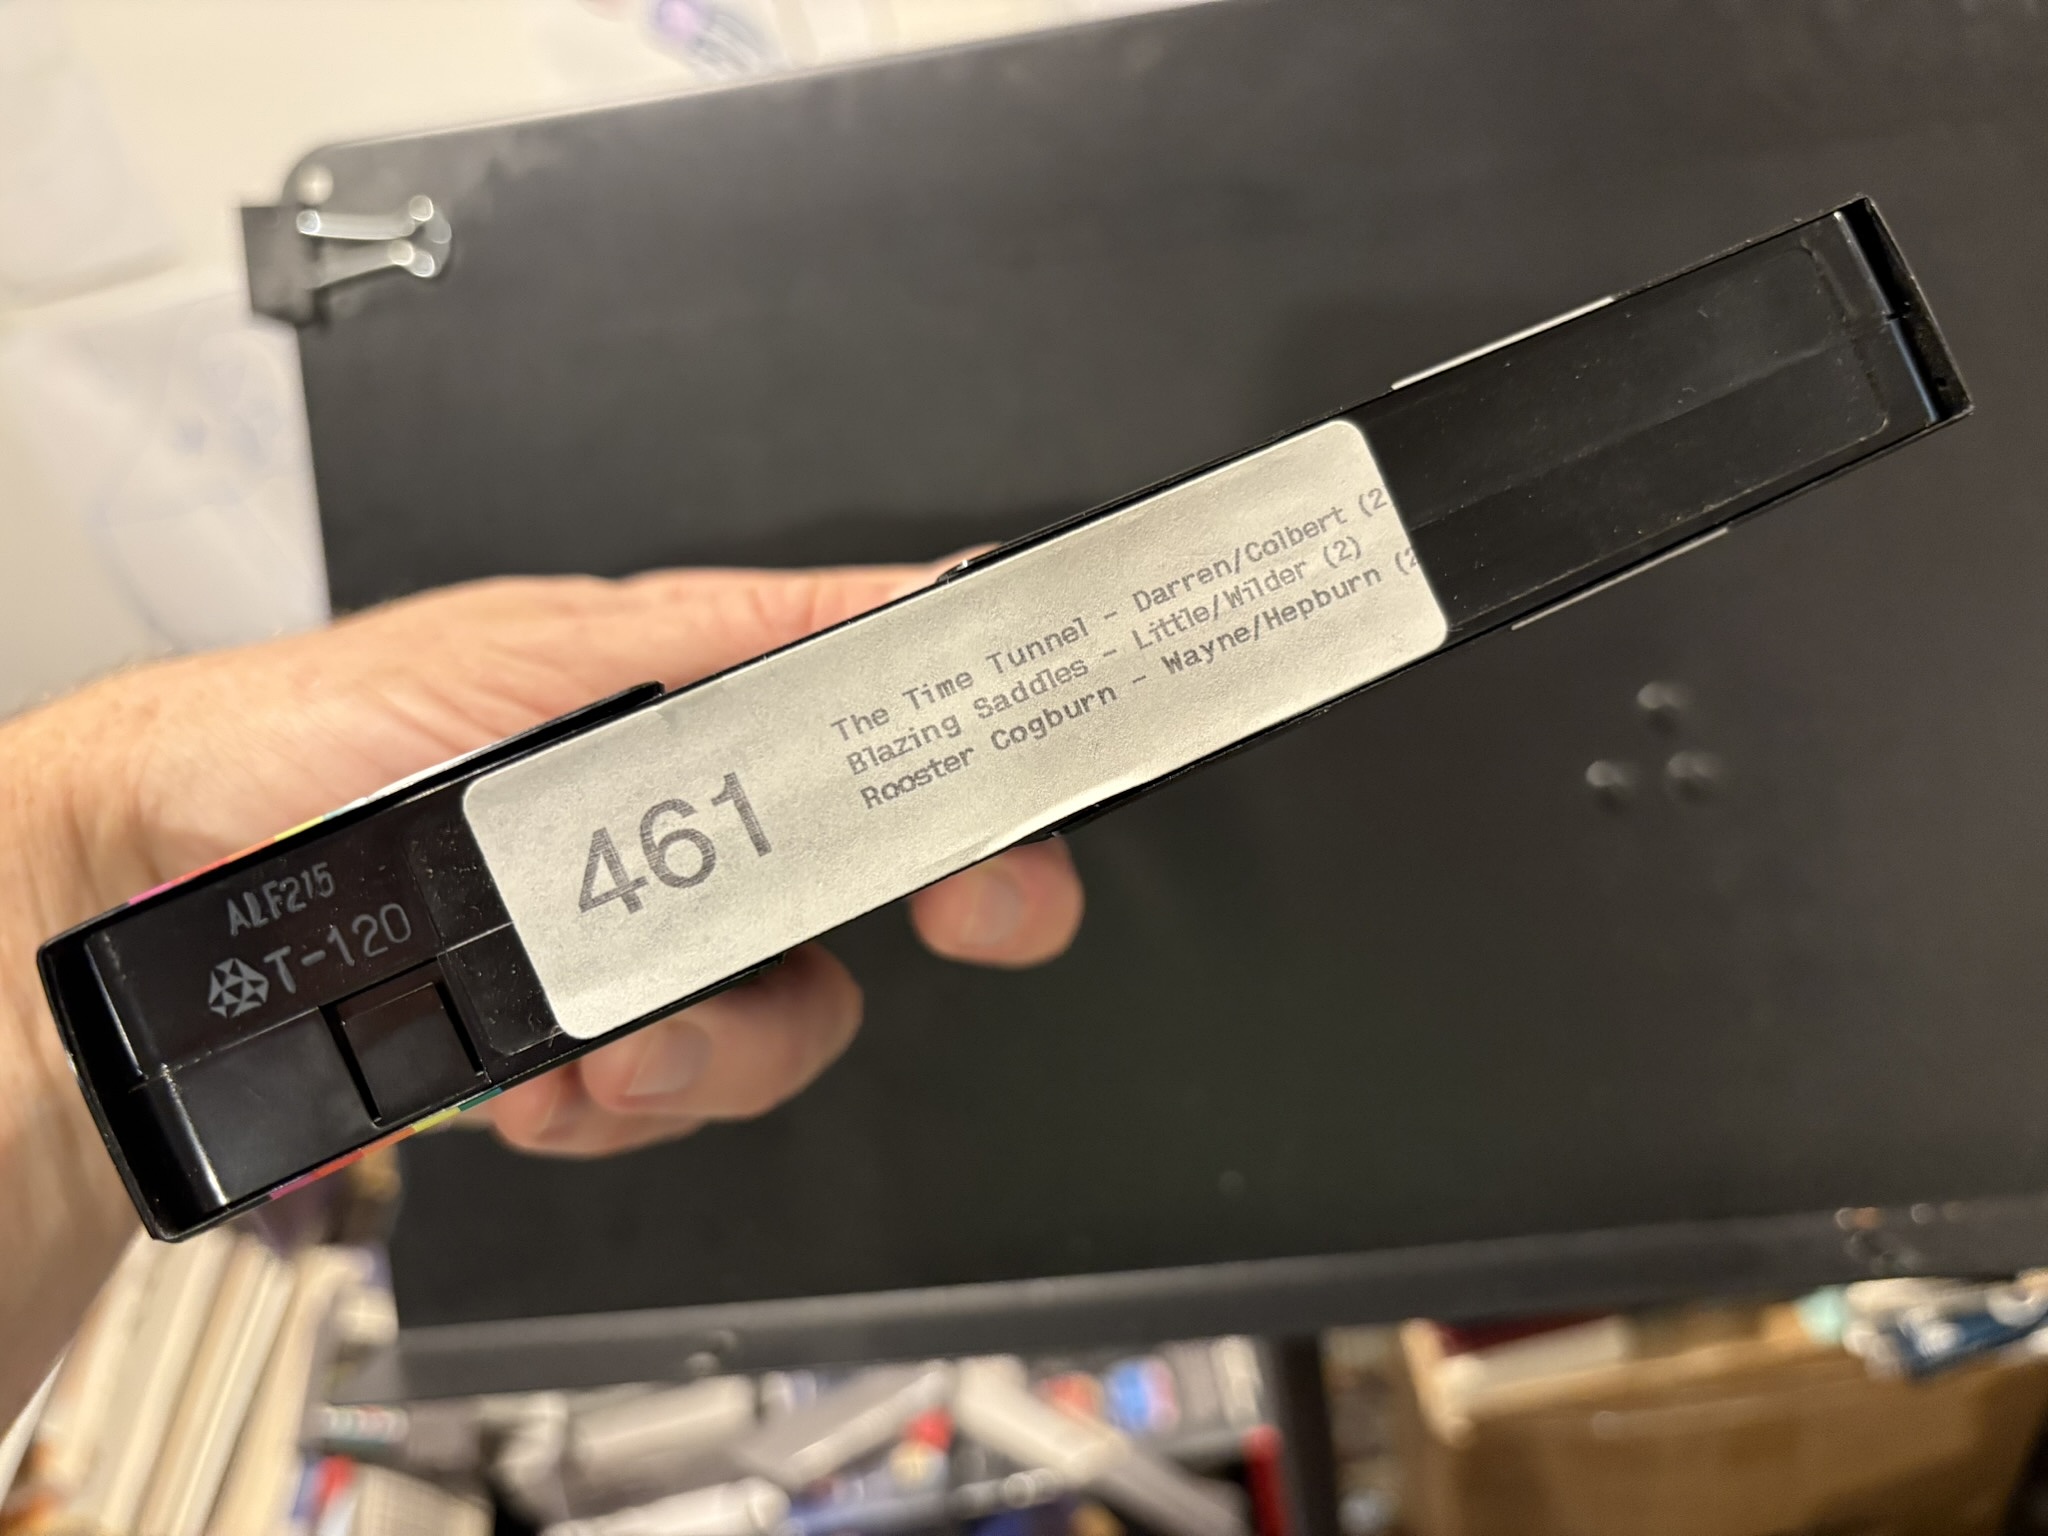 ALF215
T-120
461
The Time Tunnel - Darren/Colbert (2
Blazing Saddles - Little/Wilder (2)
Rooster Cogburn - Wayne/Hepburn (2